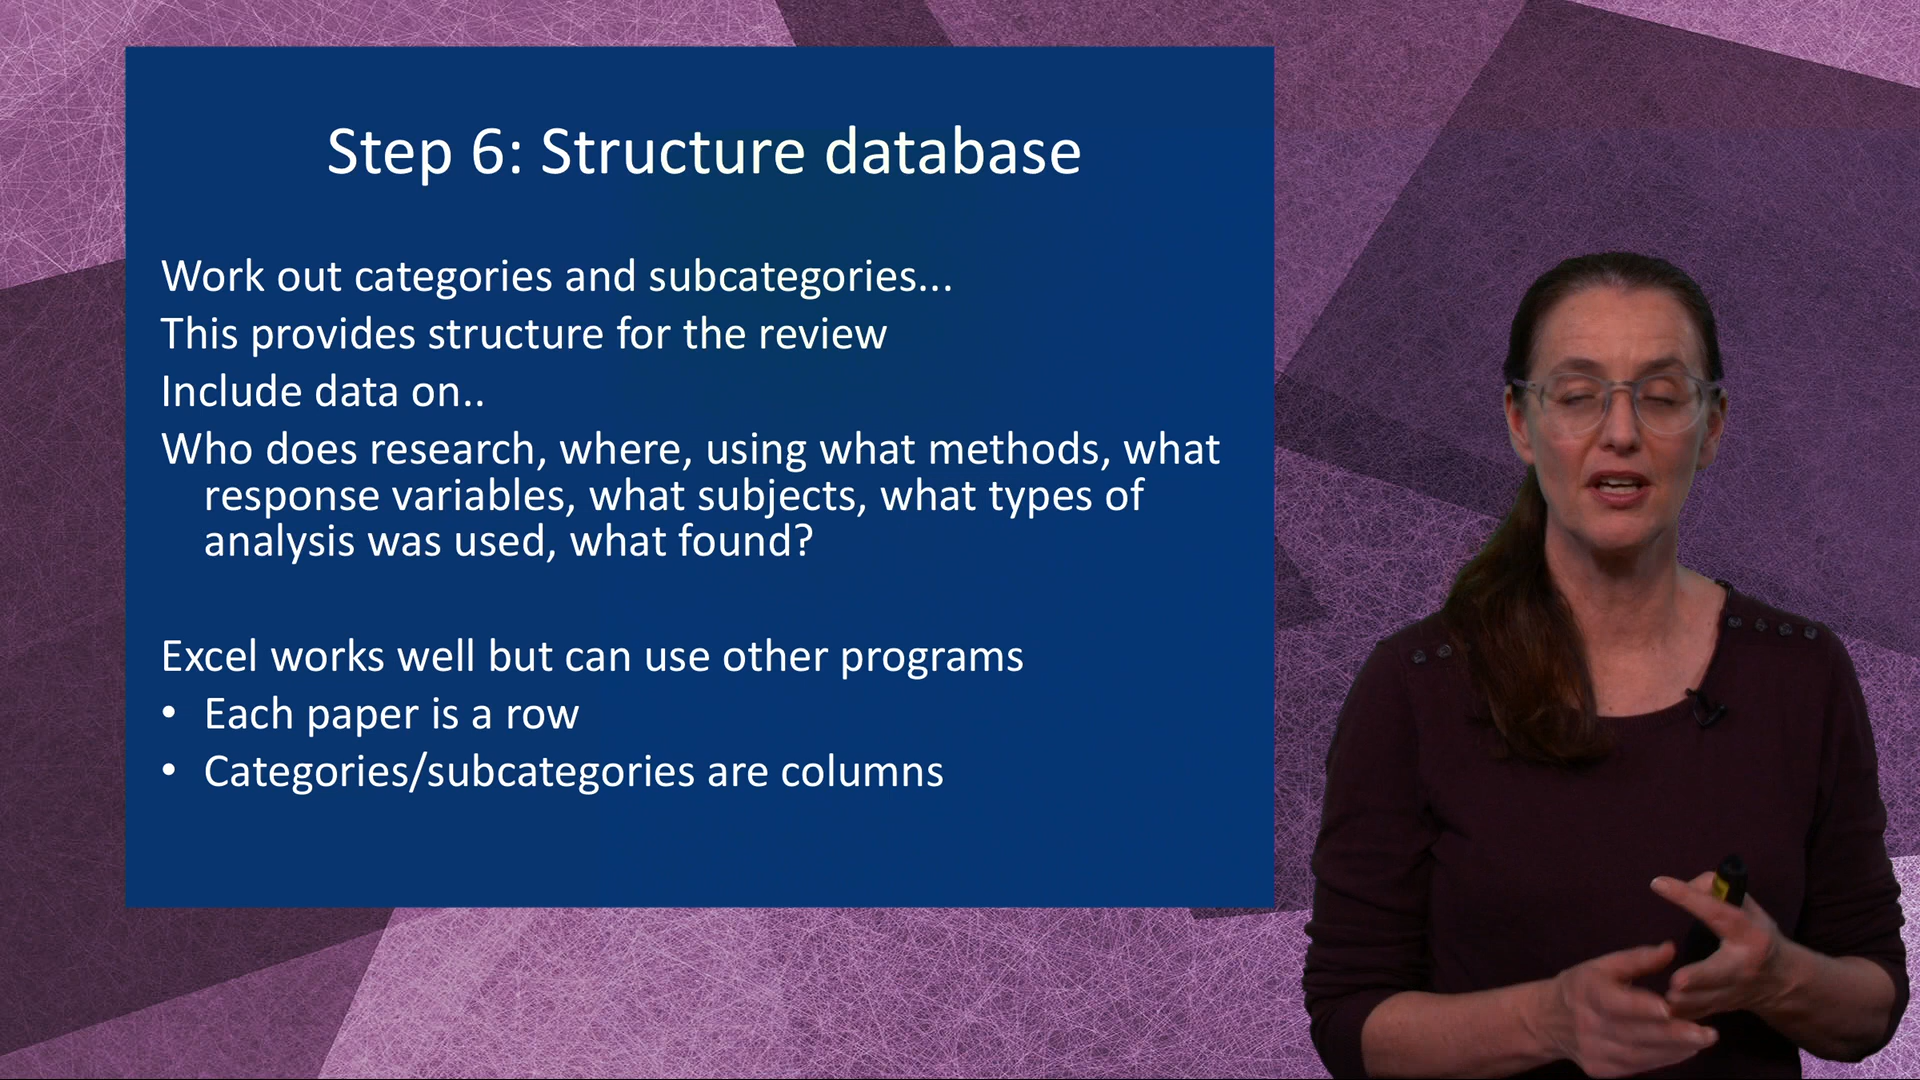 Step 6: Structure database
Work out categories and subcategories...
This provides structure for the review
Include data on..
Who does research, where, using what methods, what
response variables, what subjects, what types of
analysis was used, what found?
Excel works well but can use other programs
• Each paper is a row
• Categories/subcategories are columns